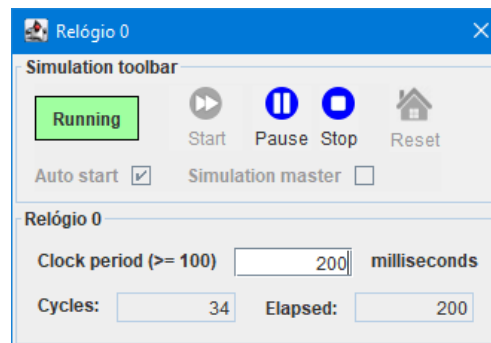 Relógio 0
Simulation toolbar
Running
Start Pause Stop Reset
Auto start Simulation master
Relógio 0
Clock period (>= 100) 200 milliseconds
Cycles: 34 Elapsed: 200